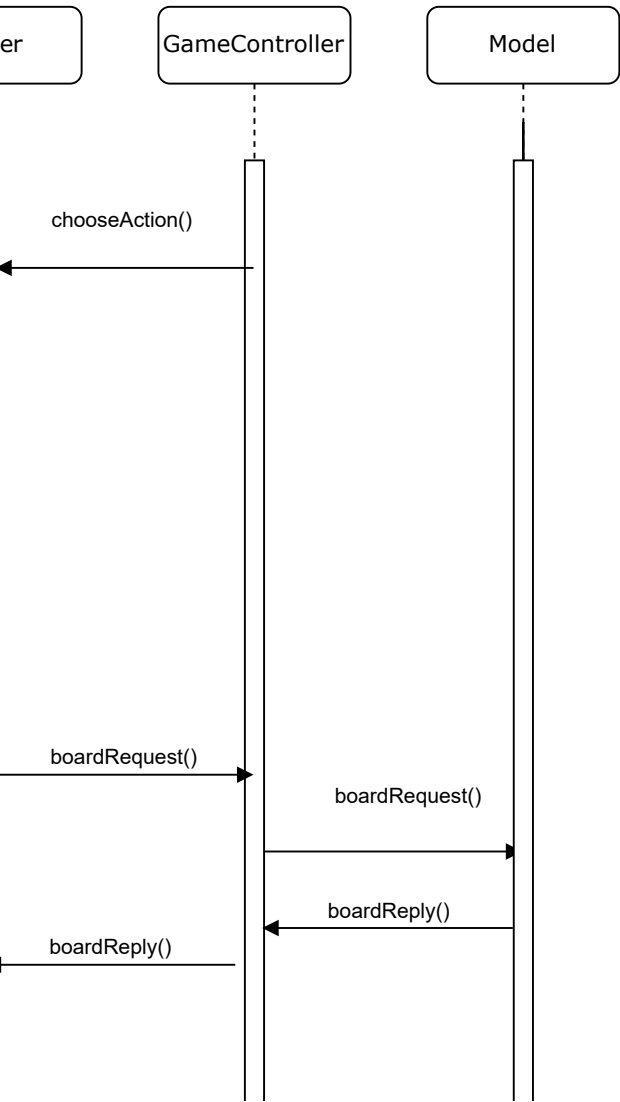 er
GameController
Model
chooseAction()
boardRequest()
boardRequest()
boardReply()
boardReply()